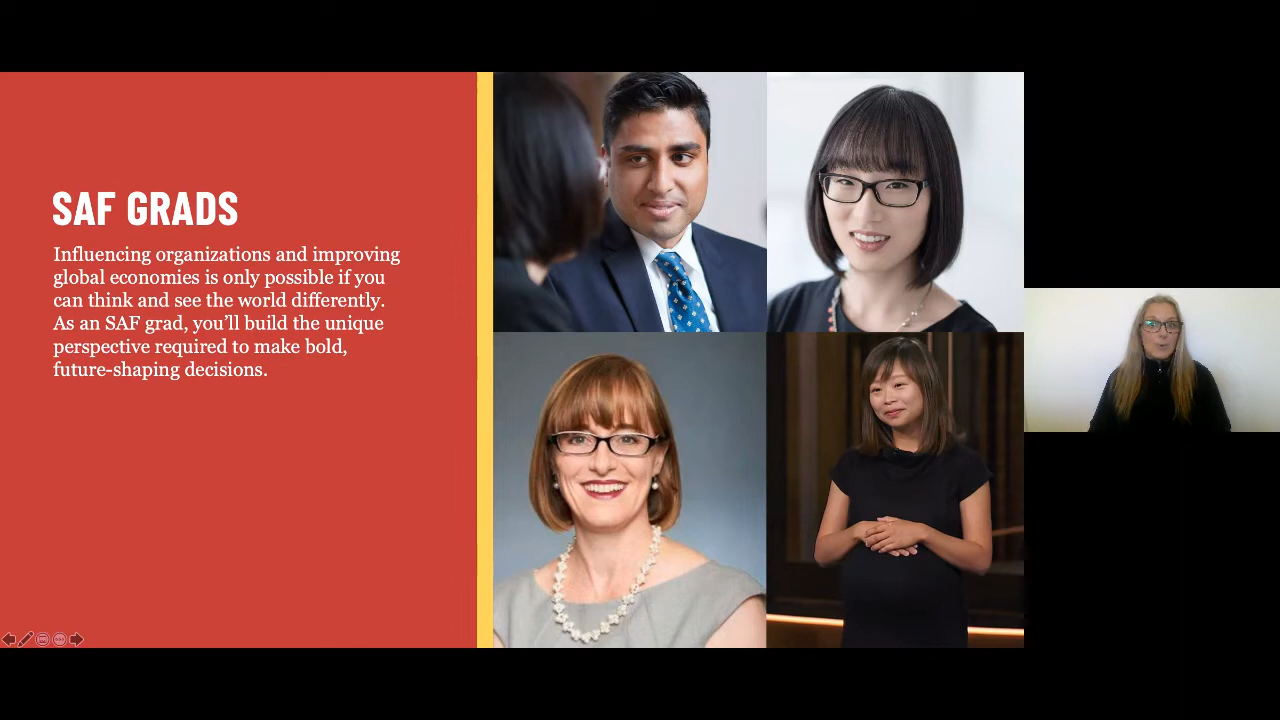 SAF GRADS
Influencing organizations and improving
global economies is only possible if you
can think and see the world differently.
As an SAF grad, you’ll build the unique
perspective required to make bold,
future-shaping decisions.